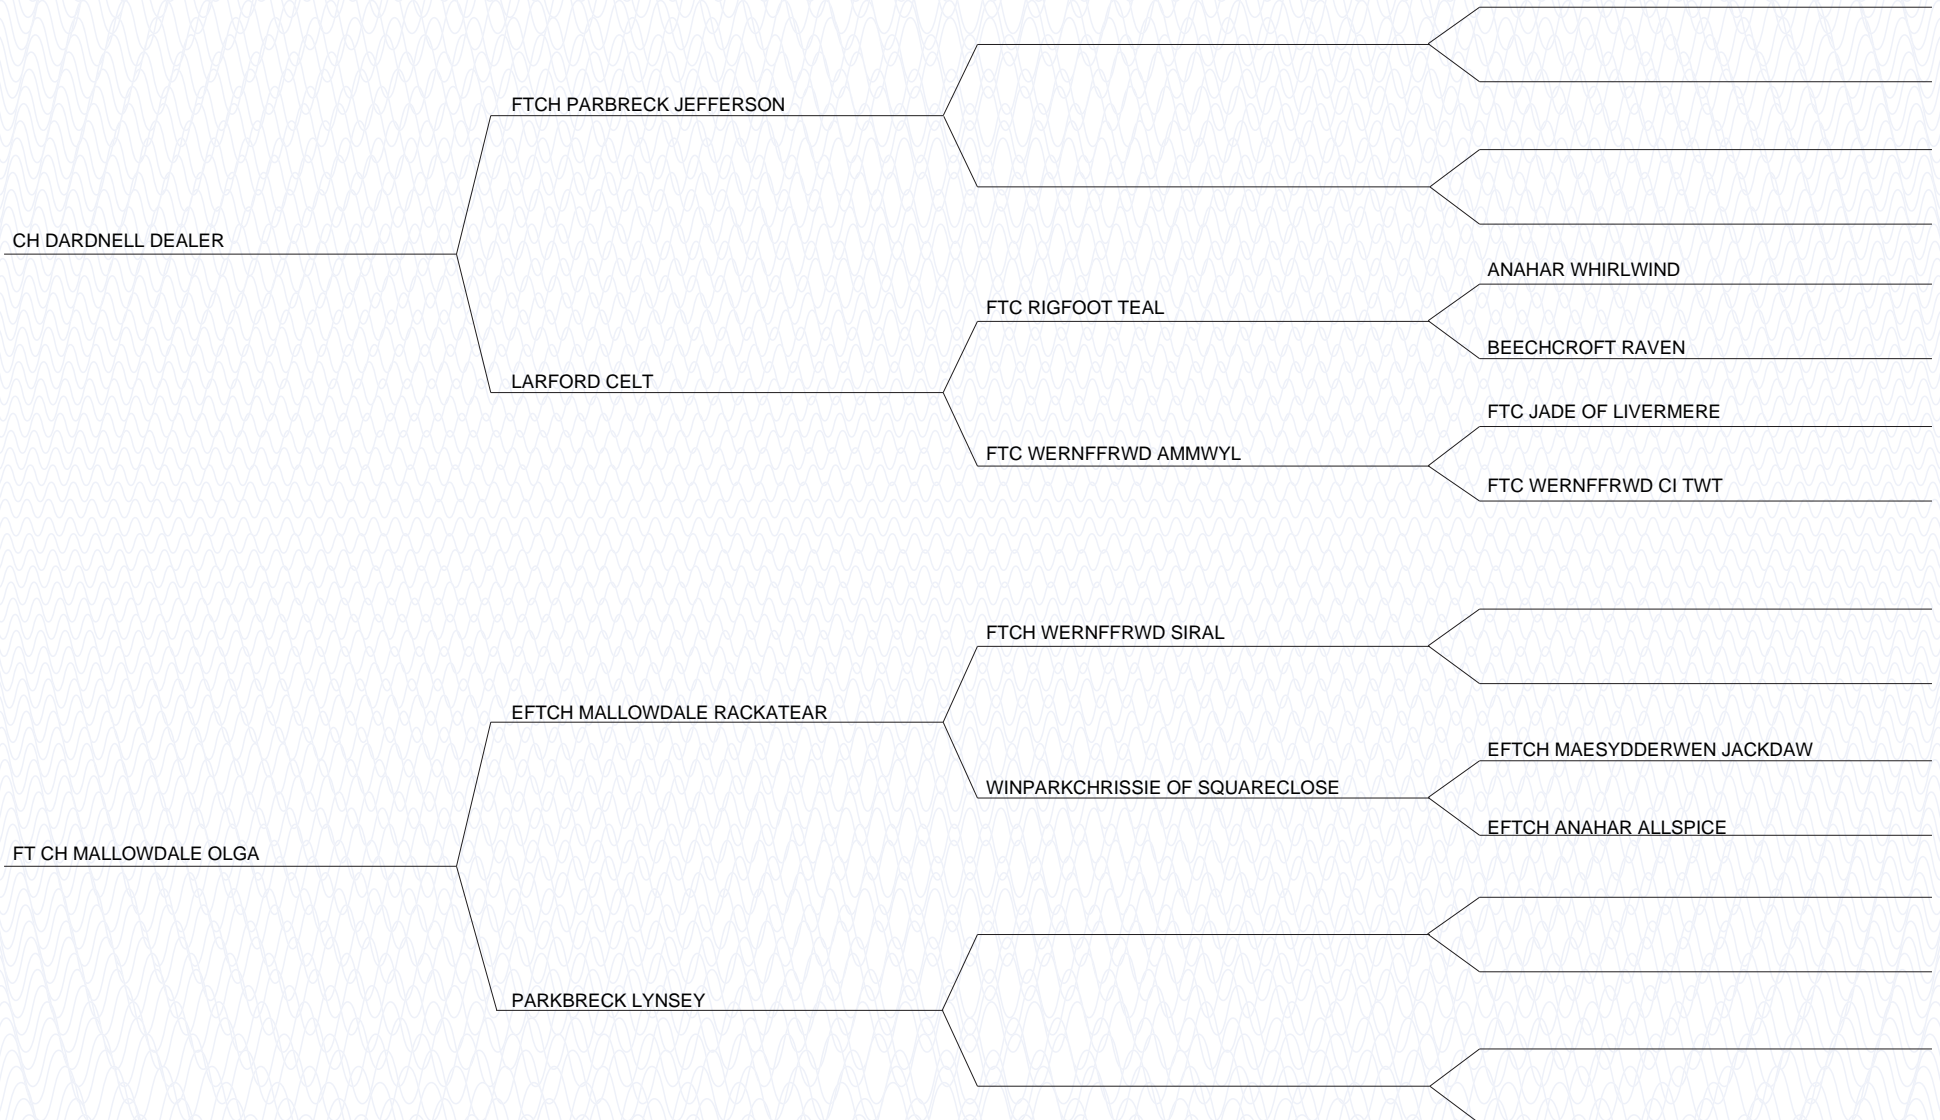 FTCH PARBRECK JEFFERSON
CH DARDNELL DEALER
ANAHAR WHIRLWIND
FTC RIGFOOT TEAL
BEECHCROFT RAVEN
LARFORD CELT
FTC JADE OF LIVERMERE
FTC WERNFFRWD AMMWYL
FTC WERNFFRWD CI TWT
FTCH WERNFFRWD SIRAL
EFTCH MALLOWDALE RACKATEAR
EFTCH MAESYDDERWEN JACKDAW
WINPARKCHRISSIE OF SQUARECLOSE
EFTCH ANAHAR ALLSPICE
FT CH MALLOWDALE OLGA
PARKBRECK LYNSEY